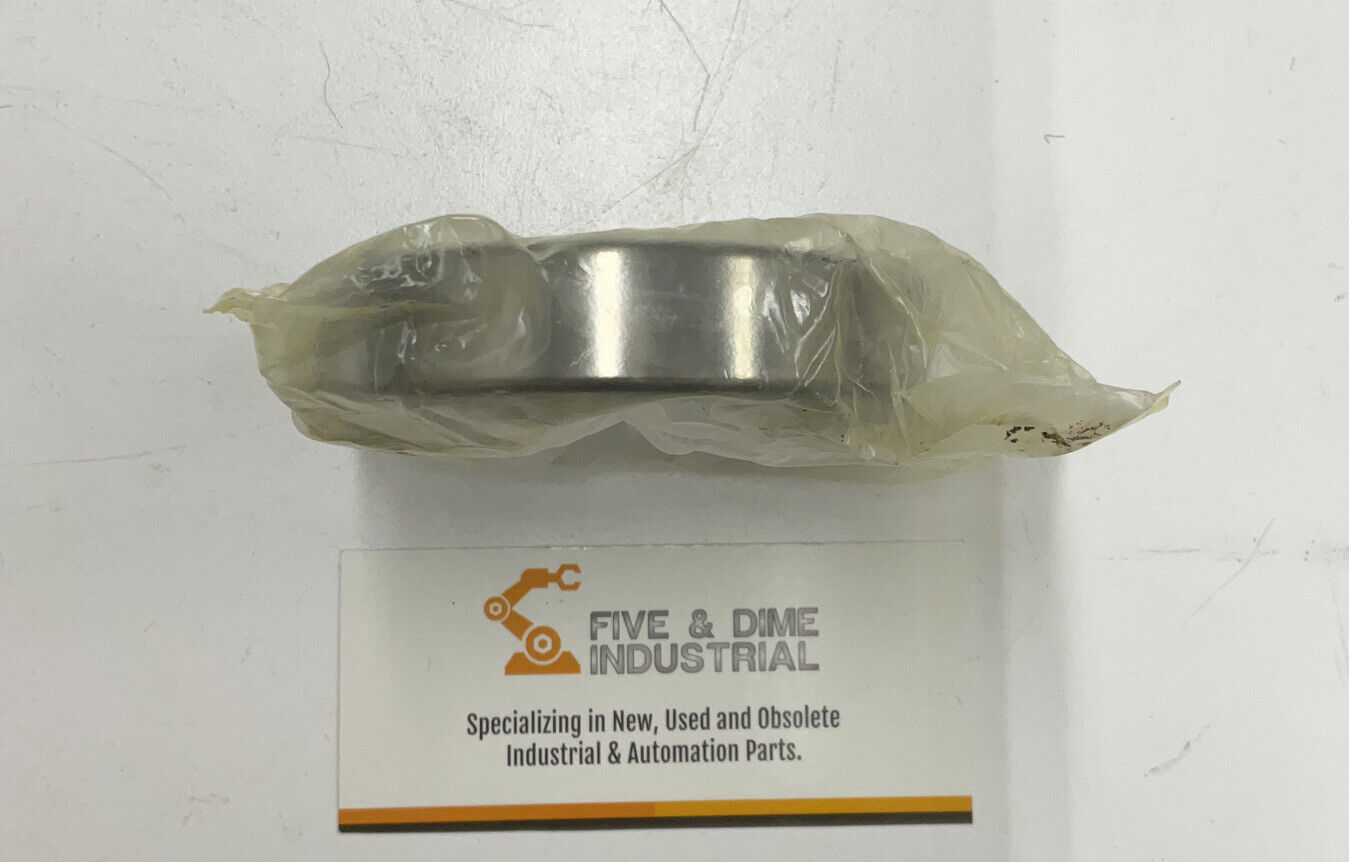 FIVE & DIME
INDUSTRIAL
Specializing in New, Used and Obsolete
Industrial & Automation Parts.